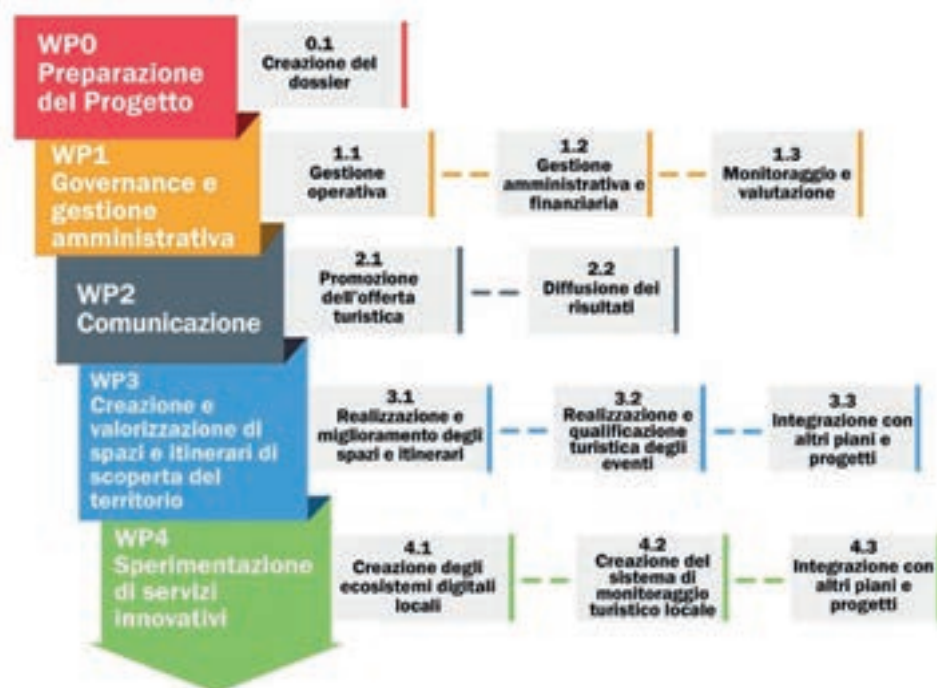 WP0
Preparazione
del Progetto
0.1
Creazione del
dossier
WP1
Governance e
gestione
amministrativa
1.1
Gestione
operativa
1.2
Gestione
amministrativa e
finanziaria
1.3
Monitoraggio e
valutazione
WP2
Comunicazione
2.1
Promozione
dell'offerta
turistica
2.2
Diffusione dei
risultati
WP3
Creazione e
valorizzazione di
spazi e itinerari di
scoperta del
territorio
3.1
Realizzazione e
miglioramento degli
spazi e itinerari
3.2
Realizzazione e
qualificazione
turistica degli
eventi
3.3
Integrazione con
altri piani e
progetti
WP4
Sperimentazione
di servizi
innovativi
4.1
Creazione degli
ecosistemi digitali
locali
4.2
Creazione del
sistema di
monitoraggio
turistico locale
4.3
Integrazione con
altri piani e
progetti